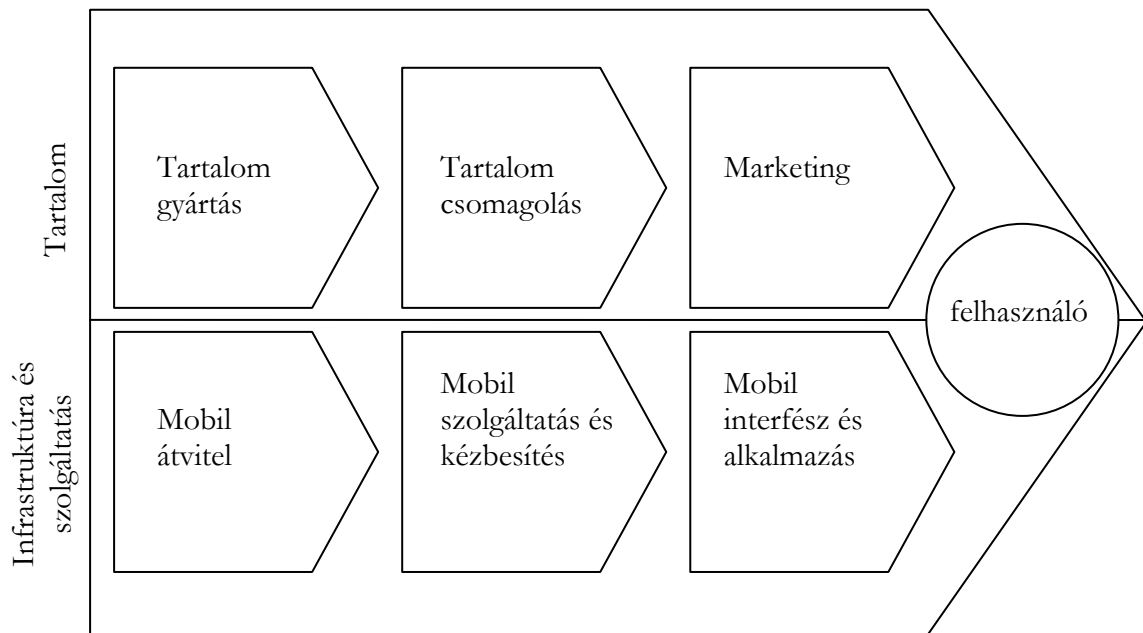 Tartalom
Tartalom
gyártás
Tartalom
csomagolás
Marketing
felhasználó
Infrastruktúra és
szolgáltatás
Mobil
átvitel
Mobil
szolgáltatás és
kézbesítés
Mobil
interfész és
alkalmazás